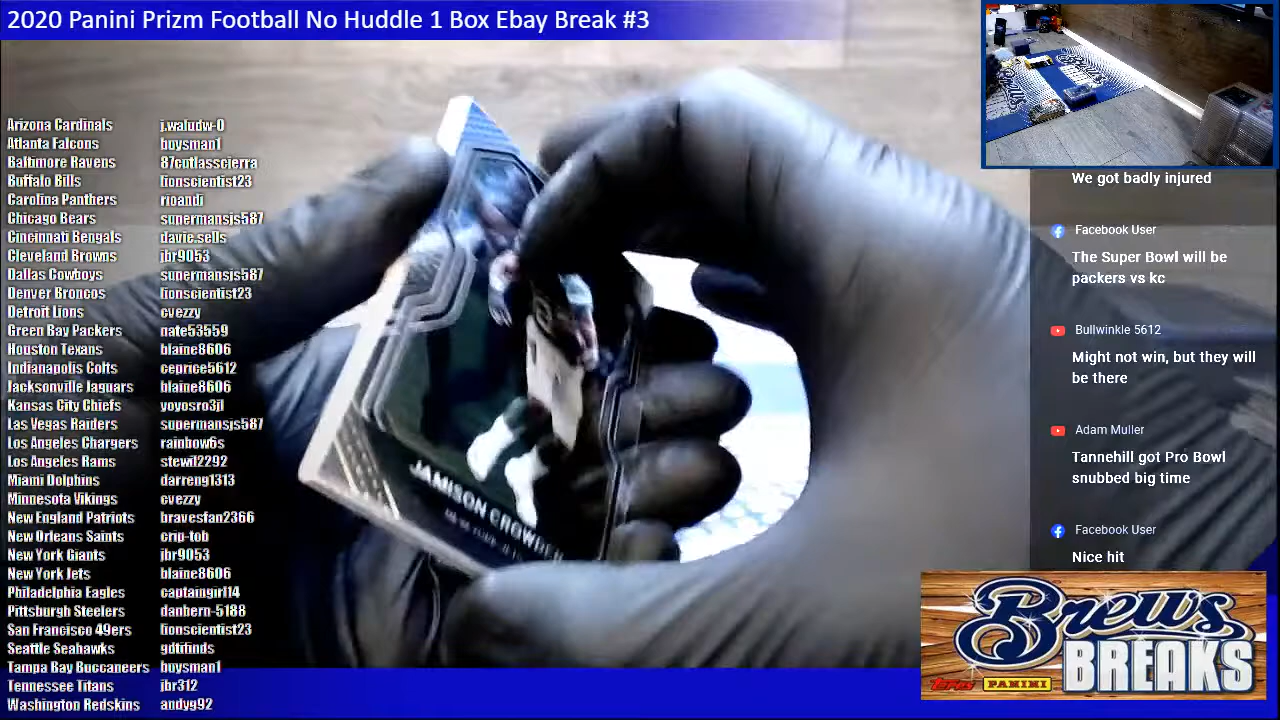 2020 Panini Prizm Football No Huddle 1 Box Ebay Break #3
Arizona Cardinals j.waludw-0
Atlanta Falcons buysman1
Baltimore Ravens 87cutlasscierra
Buffalo Bills lionscientist23
Carolina Panthers rioandi
Chicago Bears supermansjs587
Cincinnati Bengals davie.sells
Cleveland Browns jbr9053
Dallas Cowboys supermansjs587
Denver Broncos lionscientist23
Detroit Lions cvezzy
Green Bay Packers nate53559
Houston Texans blaine8606
Indianapolis Colts ceprice5612
Jacksonville Jaguars blaine8606
Kansas City Chiefs yoyosro3jl
Las Vegas Raiders supermansjs587
Los Angeles Chargers rainbow6s
Los Angeles Rams stewil2292
Miami Dolphins darreng1313
Minnesota Vikings cvezzy
New England Patriots bravesfan2366
New Orleans Saints crip-tob
New York Giants jbr9053
New York Jets blaine8606
Philadelphia Eagles captaingirl14
Pittsburgh Steelers danhern-5188
San Francisco 49ers lionscientist23
Seattle Seahawks gdtifinds
Tampa Bay Buccaneers buysman1
Tennessee Titans jbr312
Washington Redskins andyg92
JAMISON CROWDER
We got badly injured
Facebook User
The Super Bowl will be
packers vs kc
Bullwinkle 5612
Might not win, but they will
be there
Adam Muller
Tannehill got Pro Bowl
snubbed big time
Facebook User
Nice hit
Brews
BREAKS
Topps PANINI